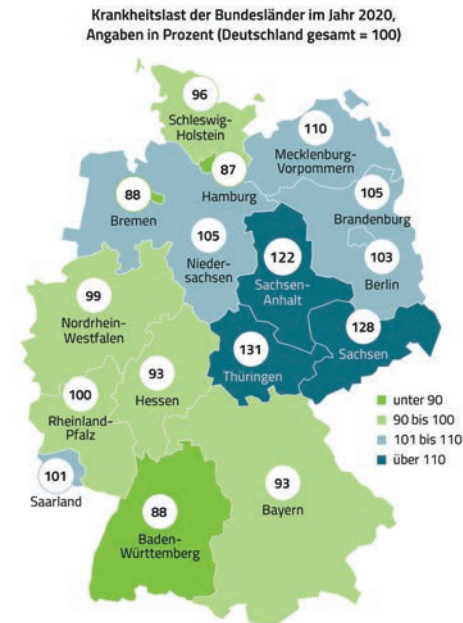 Krankheitslast der Bundesländer im Jahr 2020,
Angaben in Prozent (Deutschland gesamt = 100)
96
Schleswig-
Holstein
110
Mecklenburg-
Vorpommern
87
Hamburg
88
Bremen
105
Brandenburg
105
Nieder-
sachsen
122
Sachsen-
Anhalt
103
Berlin
99
Nordrhein-
Westfalen
128
Sachsen
131
Thüringen
93
Hessen
100
Rheinland-
Pfalz
unter 90
90 bis 100
101 bis 110
über 110
101
Saarland
93
Bayern
88
Baden-
Württemberg